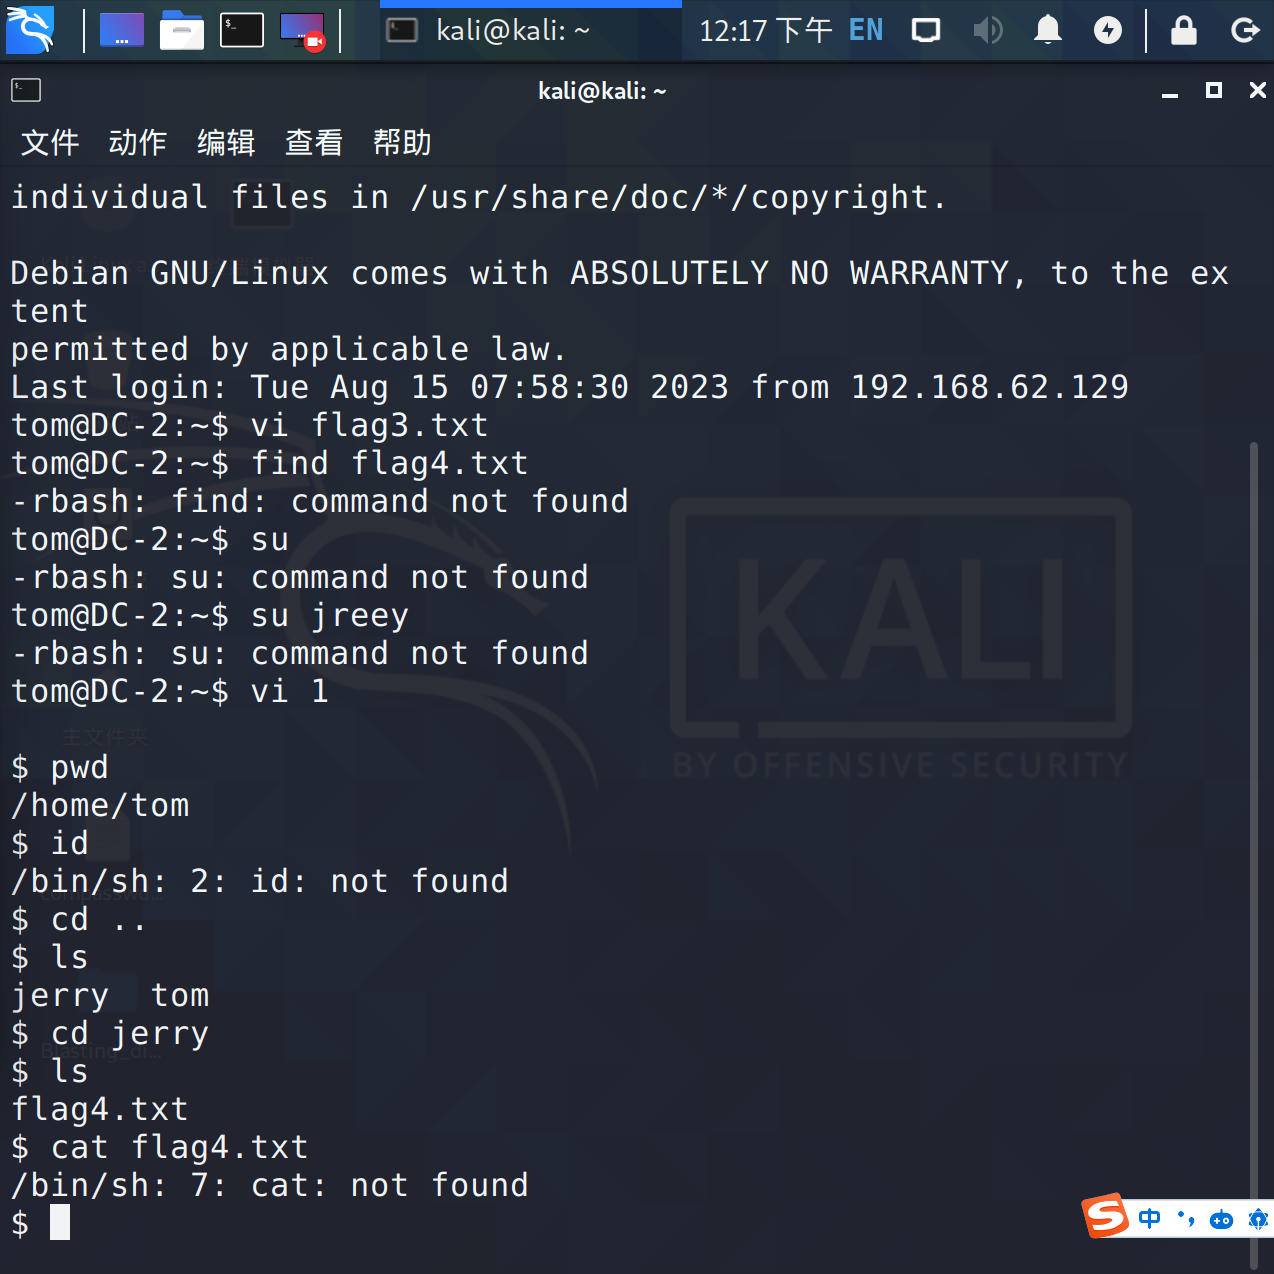 kali@kali: ~ 12:17 下午 EN
kali@kali: ~
文件 动作 编辑 查看 帮助
individual files in /usr/share/doc/*/copyright.
Debian GNU/Linux comes with ABSOLUTELY NO WARRANTY, to the ex
tent
permitted by applicable law.
Last login: Tue Aug 15 07:58:30 2023 from 192.168.62.129
tom@DC-2:~$ vi flag3.txt
tom@DC-2:~$ find flag4.txt
-rbash: find: command not found
tom@DC-2:~$ su
-rbash: su: command not found
tom@DC-2:~$ su jreey
-rbash: su: command not found
tom@DC-2:~$ vi 1
KALI
BY OFFENSIVE SECURITY
主文件夹
$ pwd
/home/tom
$ id
/bin/sh: 2: id: not found
$ cd ..
$ ls
jerry  tom
$ cd jerry
$ ls
flag4.txt
$ cat flag4.txt
/bin/sh: 7: cat: not found
$
中